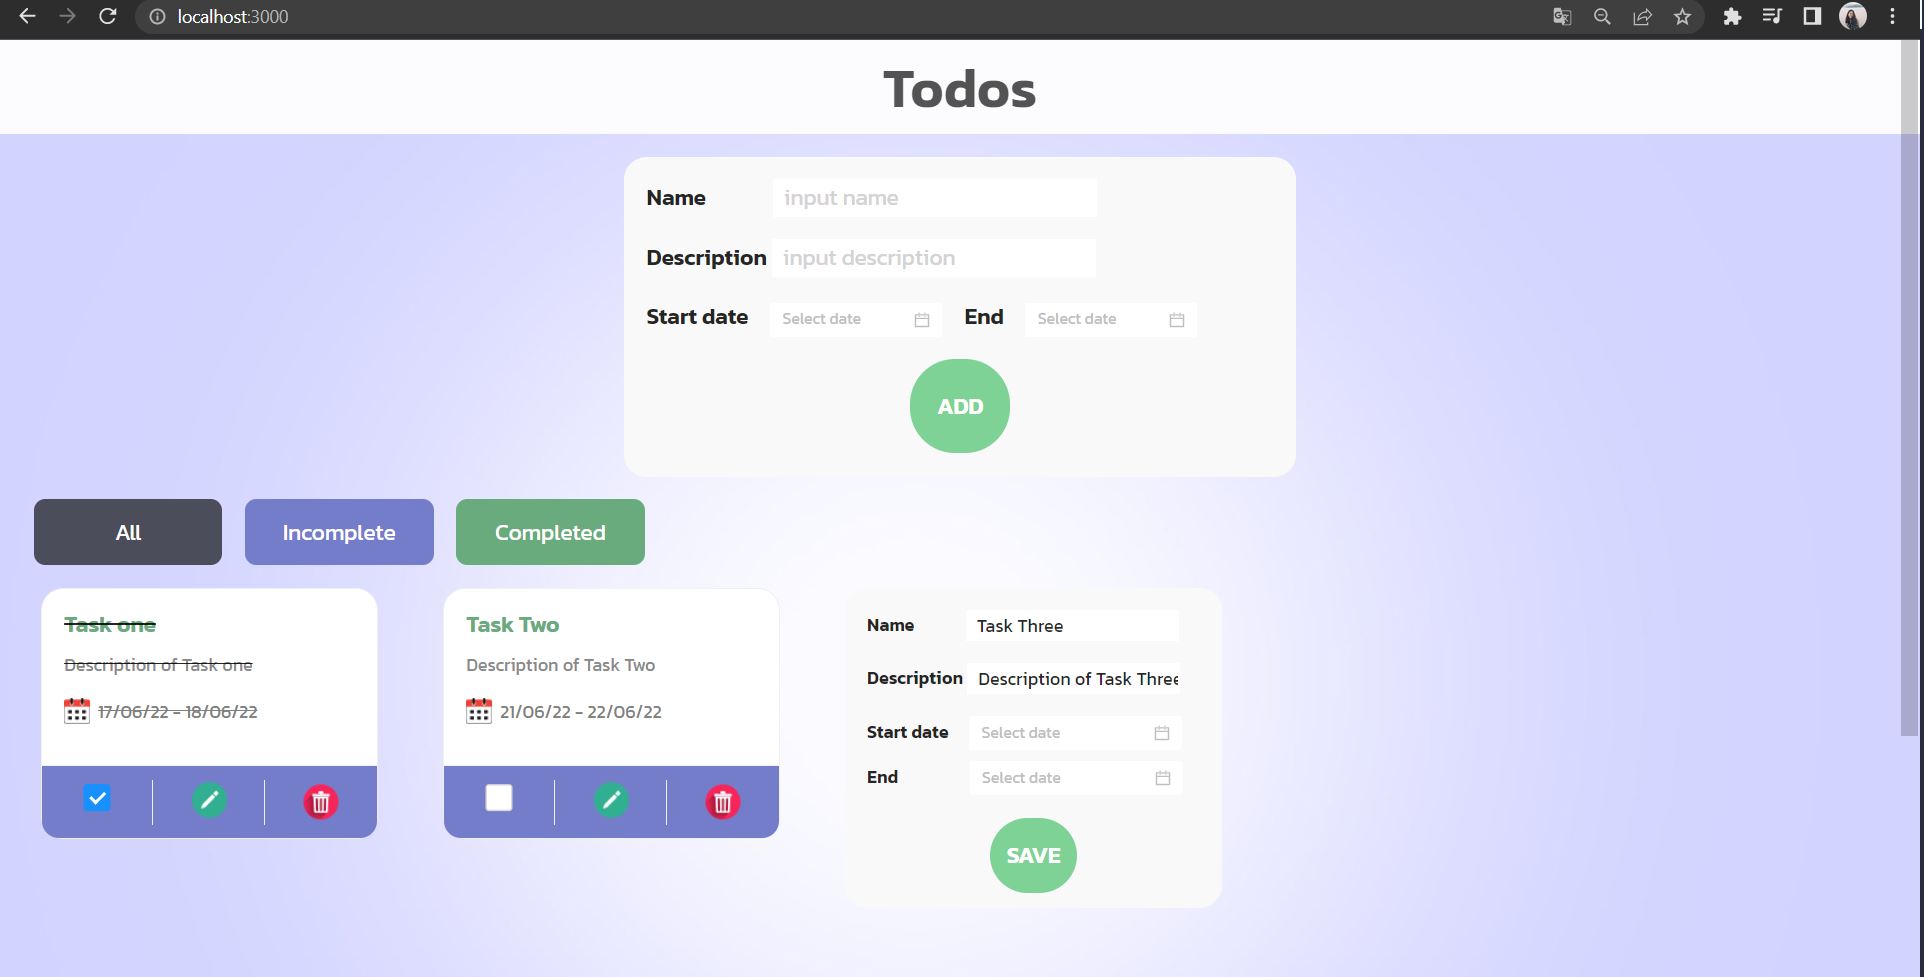 localhost:3000
Todos
Name input name
Description input description
Start date Select date End Select date
ADD
All Incomplete Completed
Task one
Description of Task one
17/06/22 - 18/06/22
Task Two
Description of Task Two
21/06/22 - 22/06/22
Name Task Three
Description Description of Task Three
Start date Select date
End Select date
SAVE